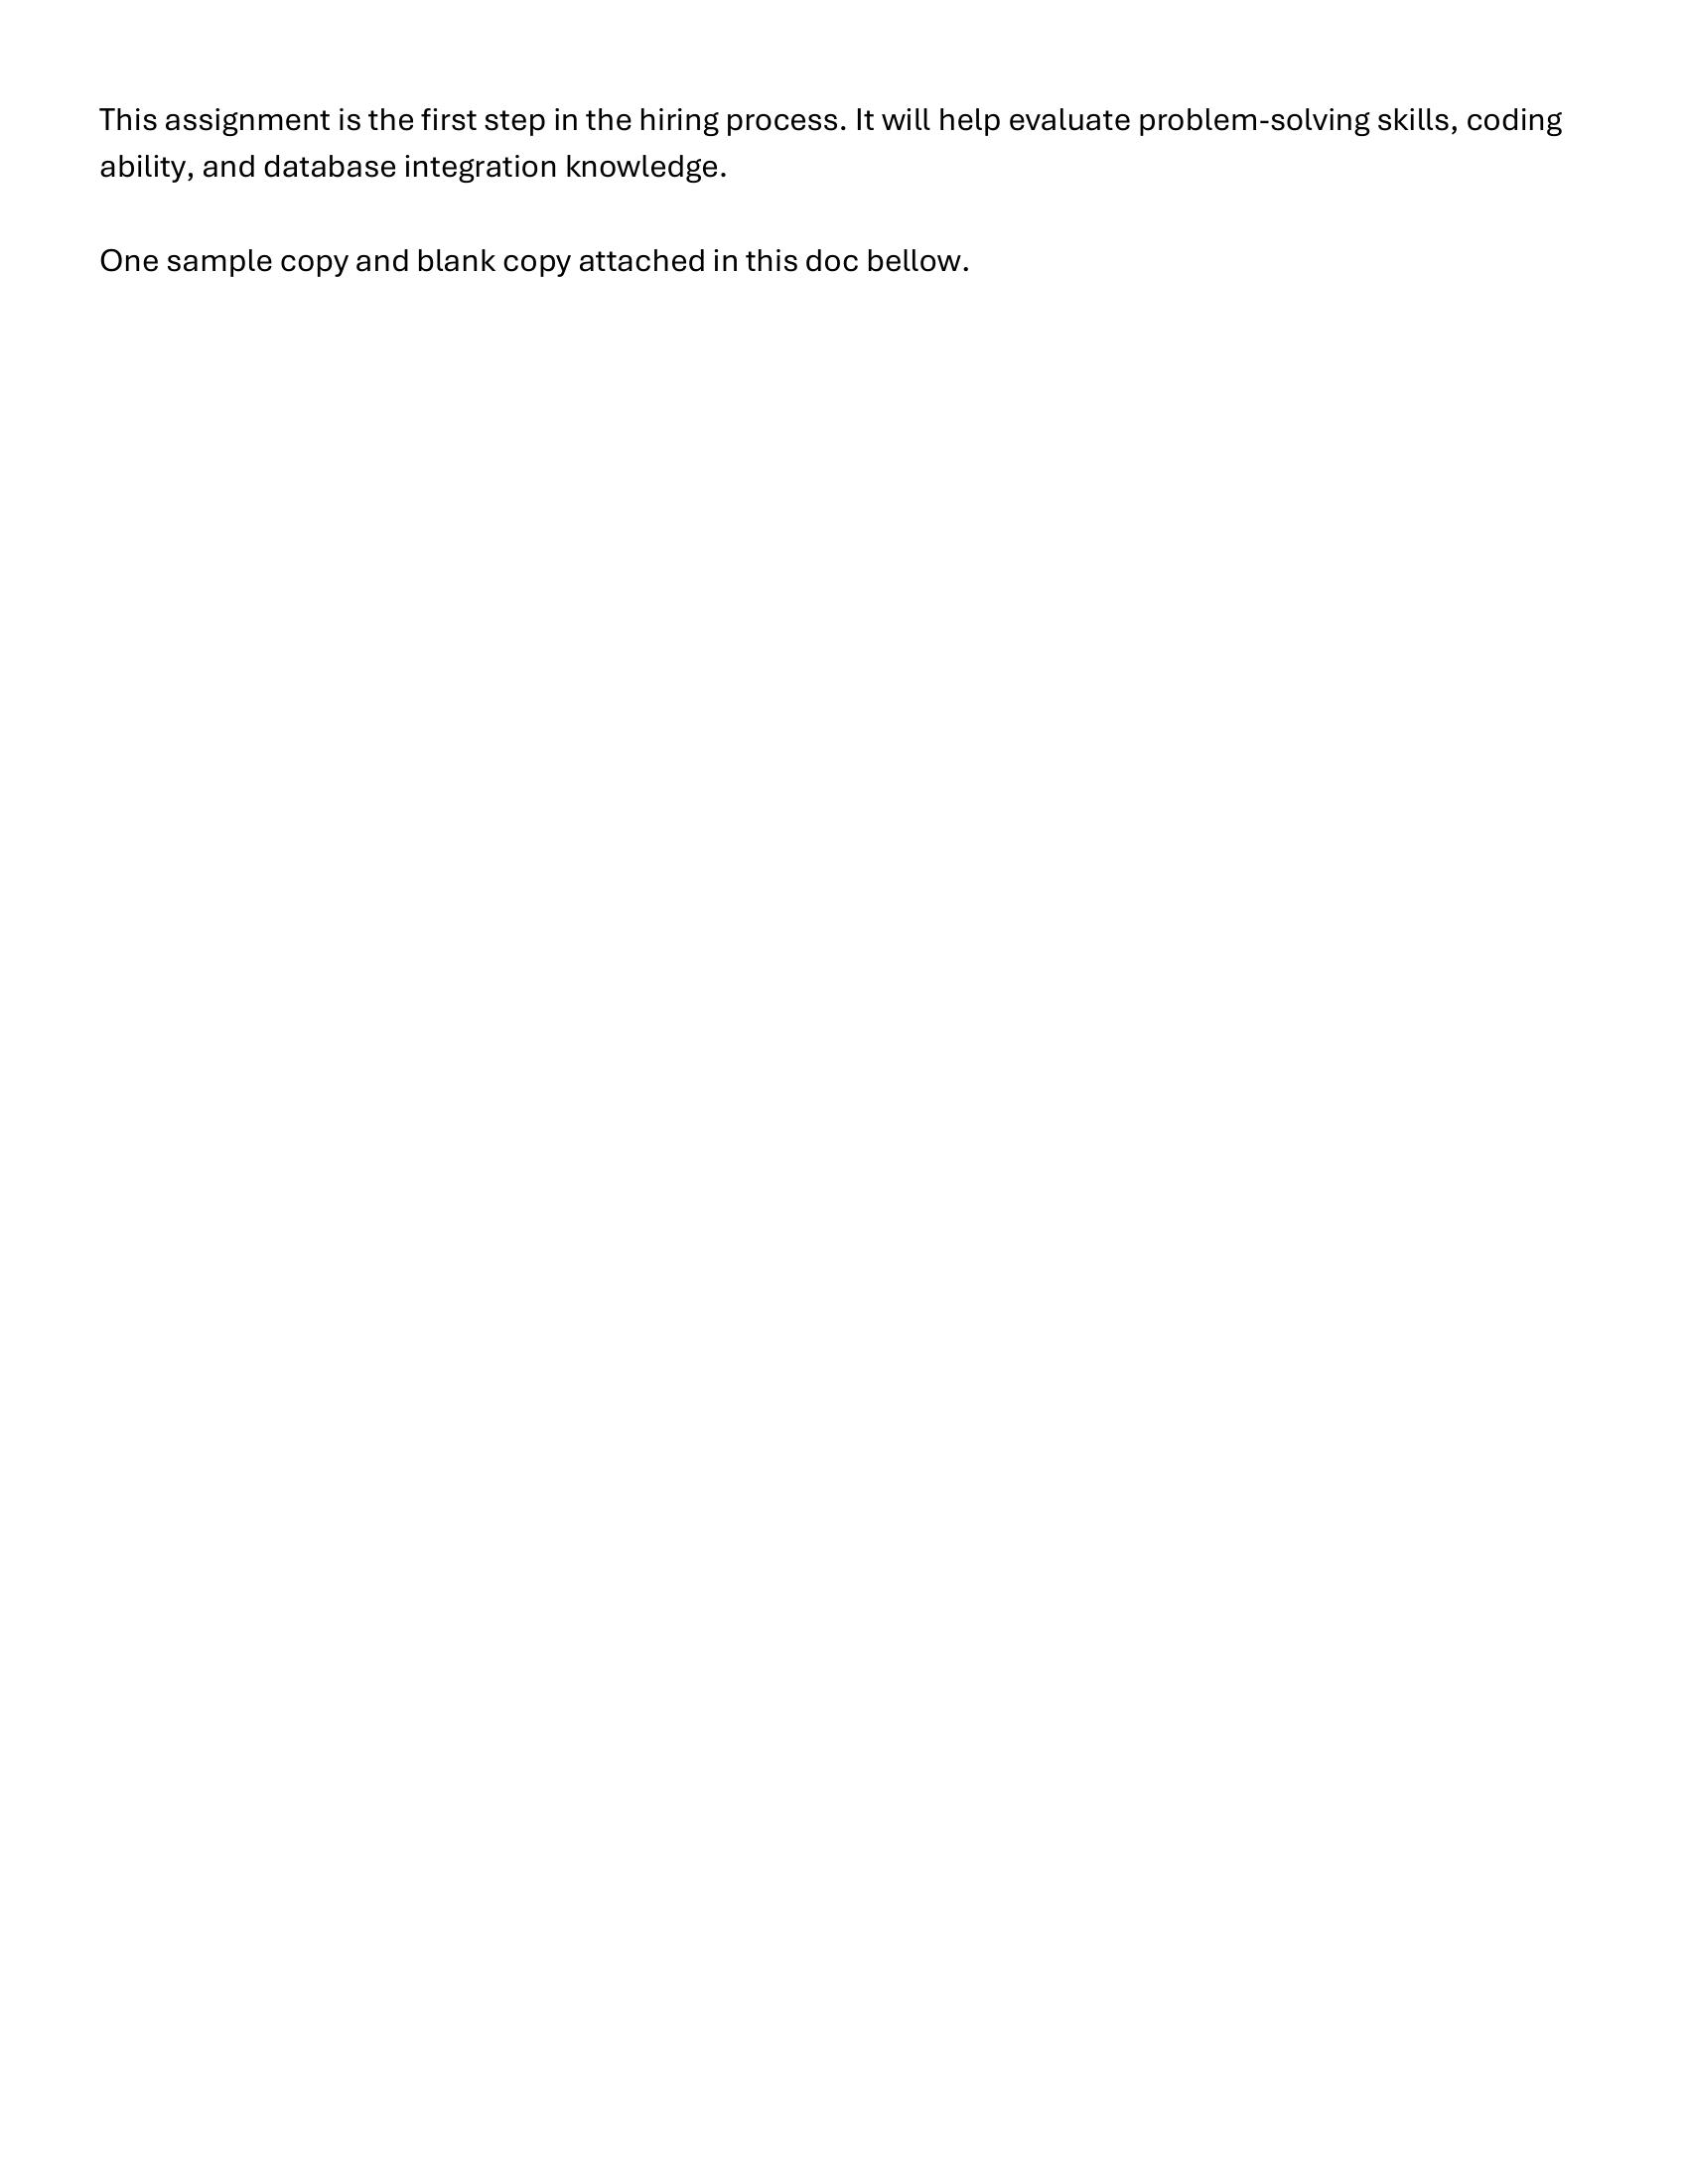 This assignment is the first step in the hiring process. It will help evaluate problem-solving skills, coding
ability, and database integration knowledge.
One sample copy and blank copy attached in this doc bellow.